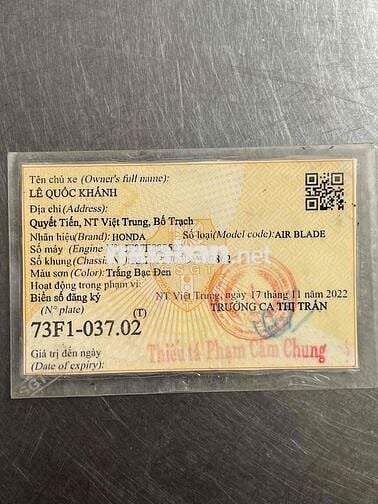 Tên chủ xe (Owner's full name):
LÊ QUỐC KHÁNH
Địa chỉ (Address):
Quyết Tiến, NT Việt Trung, Bố Trạch
Nhãn hiệu(Brand): HONDA Số loại(Model code): AIR BLADE
Số máy (Engine
Số khung(Chassis
Màu sơn (Color): Trắng Bạc Đen
Hoạt động trong phạm vi:
Biển số đăng ký NT Việt Trung, ngày 17 tháng 11 năm 2022
(N° plate) TRƯỞNG CA THỊ TRẤN
73F1-037.02 (T)
Thiếu tá Phạm Cẩm Chung
Giá trị đến ngày
(Date of expiry):